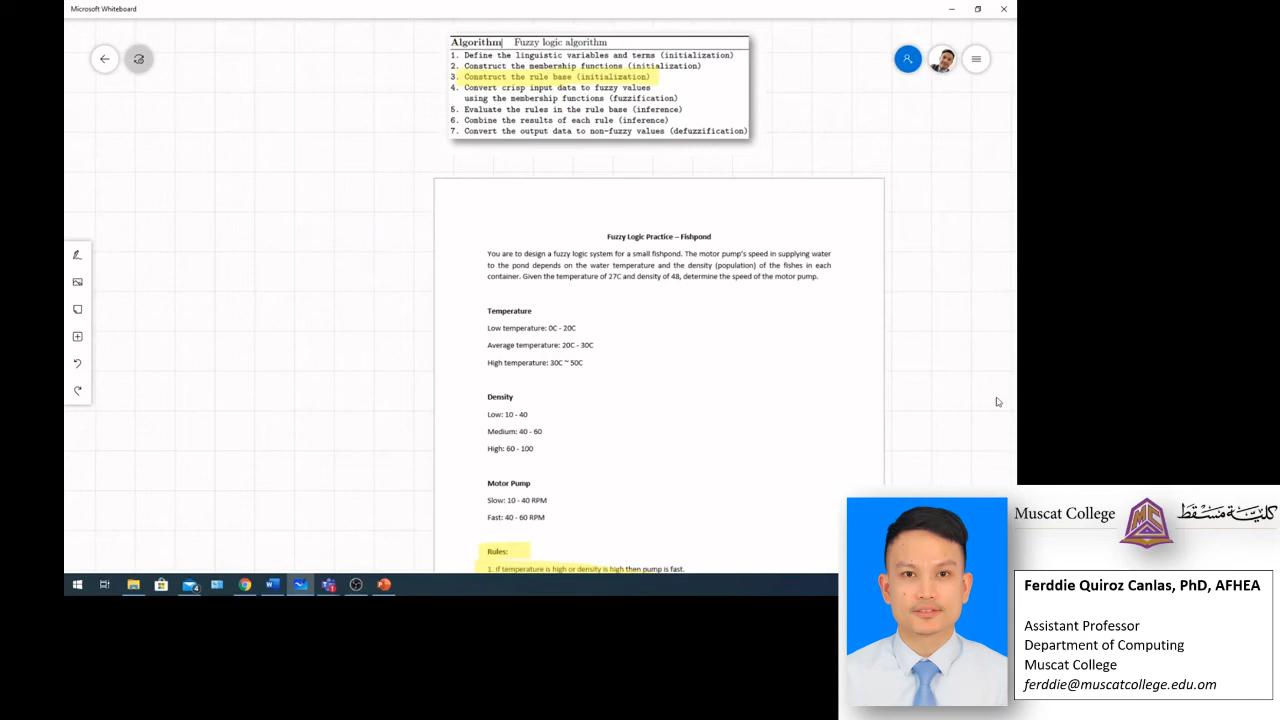 Microsoft Whiteboard
Algorithm Fuzzy logic algorithm
1. Define the linguistic variables and terms (initialization)
2. Construct the membership functions (initialization)
3. Construct the rule base (initialization)
4. Convert crisp input data to fuzzy values
using the membership functions (fuzzification)
5. Evaluate the rules in the rule base (inference)
6. Combine the results of each rule (inference)
7. Convert the output data to non-fuzzy values (defuzzification)
Fuzzy Logic Practice – Fishpond
You are to design a fuzzy logic system for a small fishpond. The motor pump's speed in supplying water
to the pond depends on the water temperature and the density (population) of the fishes in each
container. Given the temperature of 27C and density of 48, determine the speed of the motor pump.
Temperature
Low temperature: 0C - 20C
Average temperature: 20C - 30C
High temperature: 30C ~ 50C
Density
Low: 10 - 40
Medium: 40 - 60
High: 60 - 100
Motor Pump
Slow: 10 - 40 RPM
Fast: 40 - 60 RPM
Rules:
1. If temperature is high or density is high then pump is fast.
Muscat College
كلية مسقط
Ferddie Quiroz Canlas, PhD, AFHEA
Assistant Professor
Department of Computing
Muscat College
ferddie@muscatcollege.edu.om